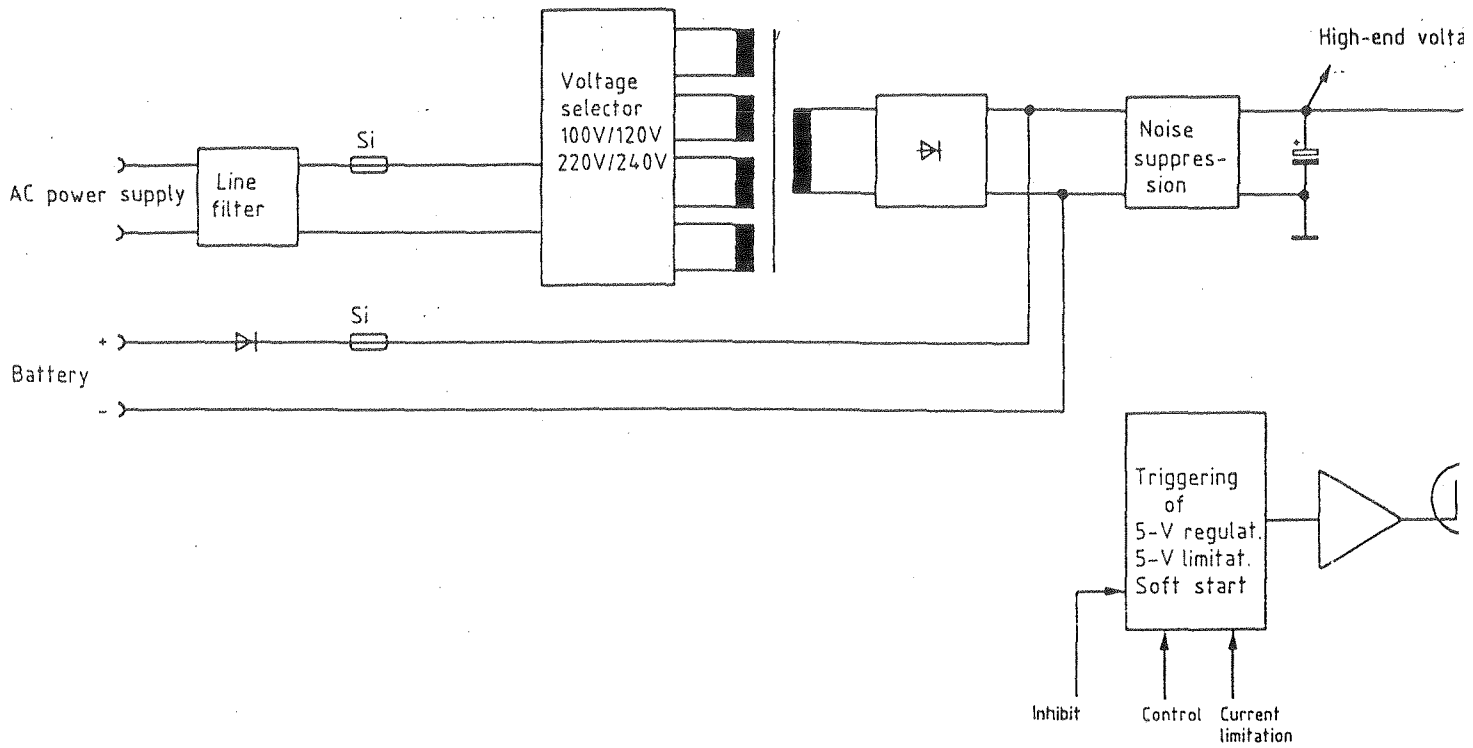 High-end volta
Voltage
selector
100V/120V
220V/240V
Noise
suppres-
sion
+
Si
Line
filter
AC power supply
Si
+
Battery
-
Triggering
of
5-V regulat.
5-V limitat.
Soft start
Inhibit
Control
Current
limitation